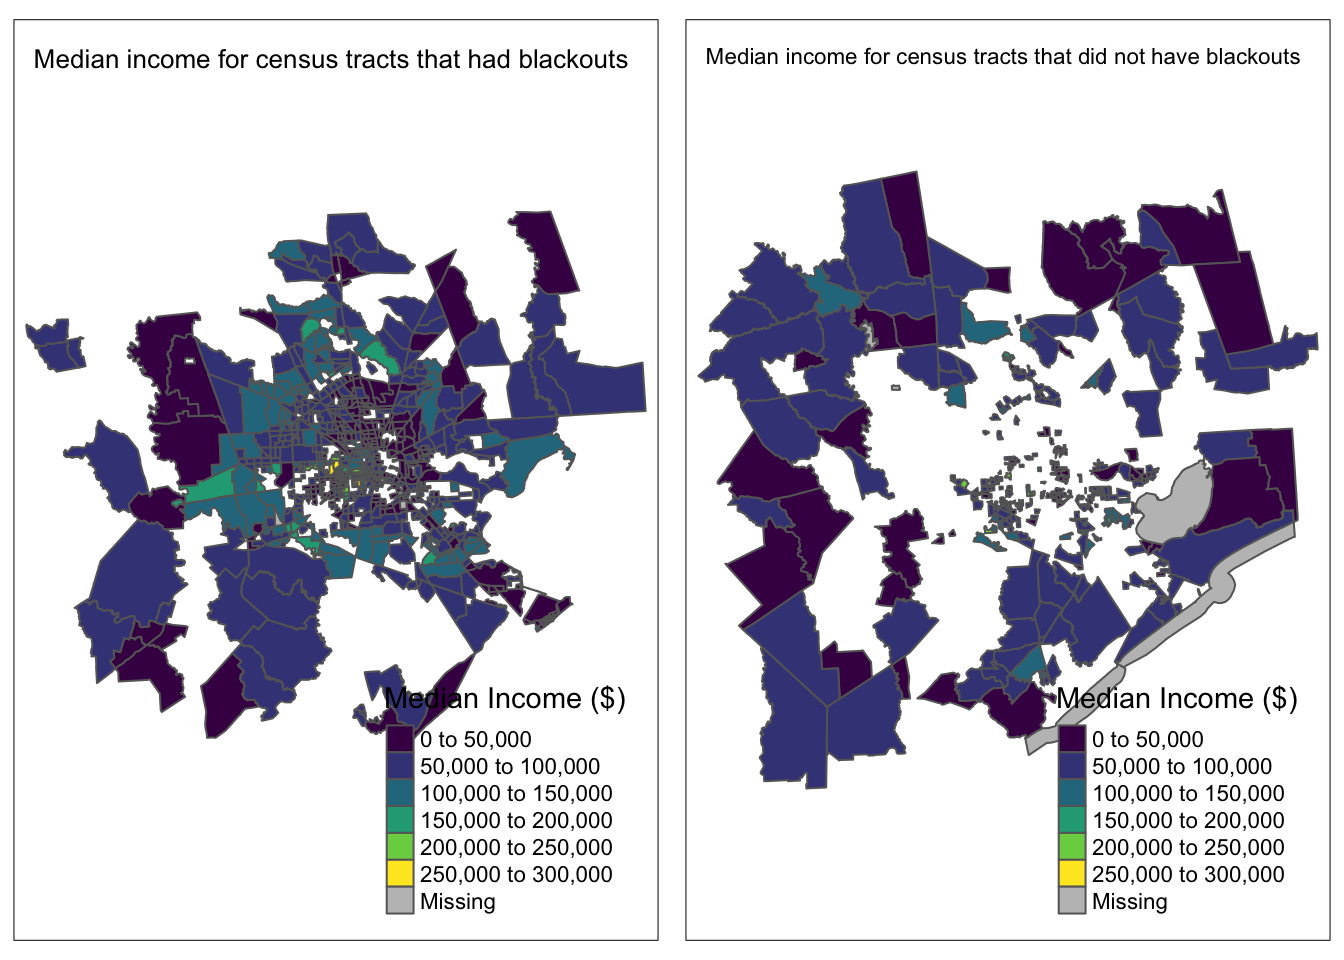 Median income for census tracts that had blackouts
Median Income ($)
0 to 50,000
50,000 to 100,000
100,000 to 150,000
150,000 to 200,000
200,000 to 250,000
250,000 to 300,000
Missing
Median income for census tracts that did not have blackouts
Median Income ($)
0 to 50,000
50,000 to 100,000
100,000 to 150,000
150,000 to 200,000
200,000 to 250,000
250,000 to 300,000
Missing